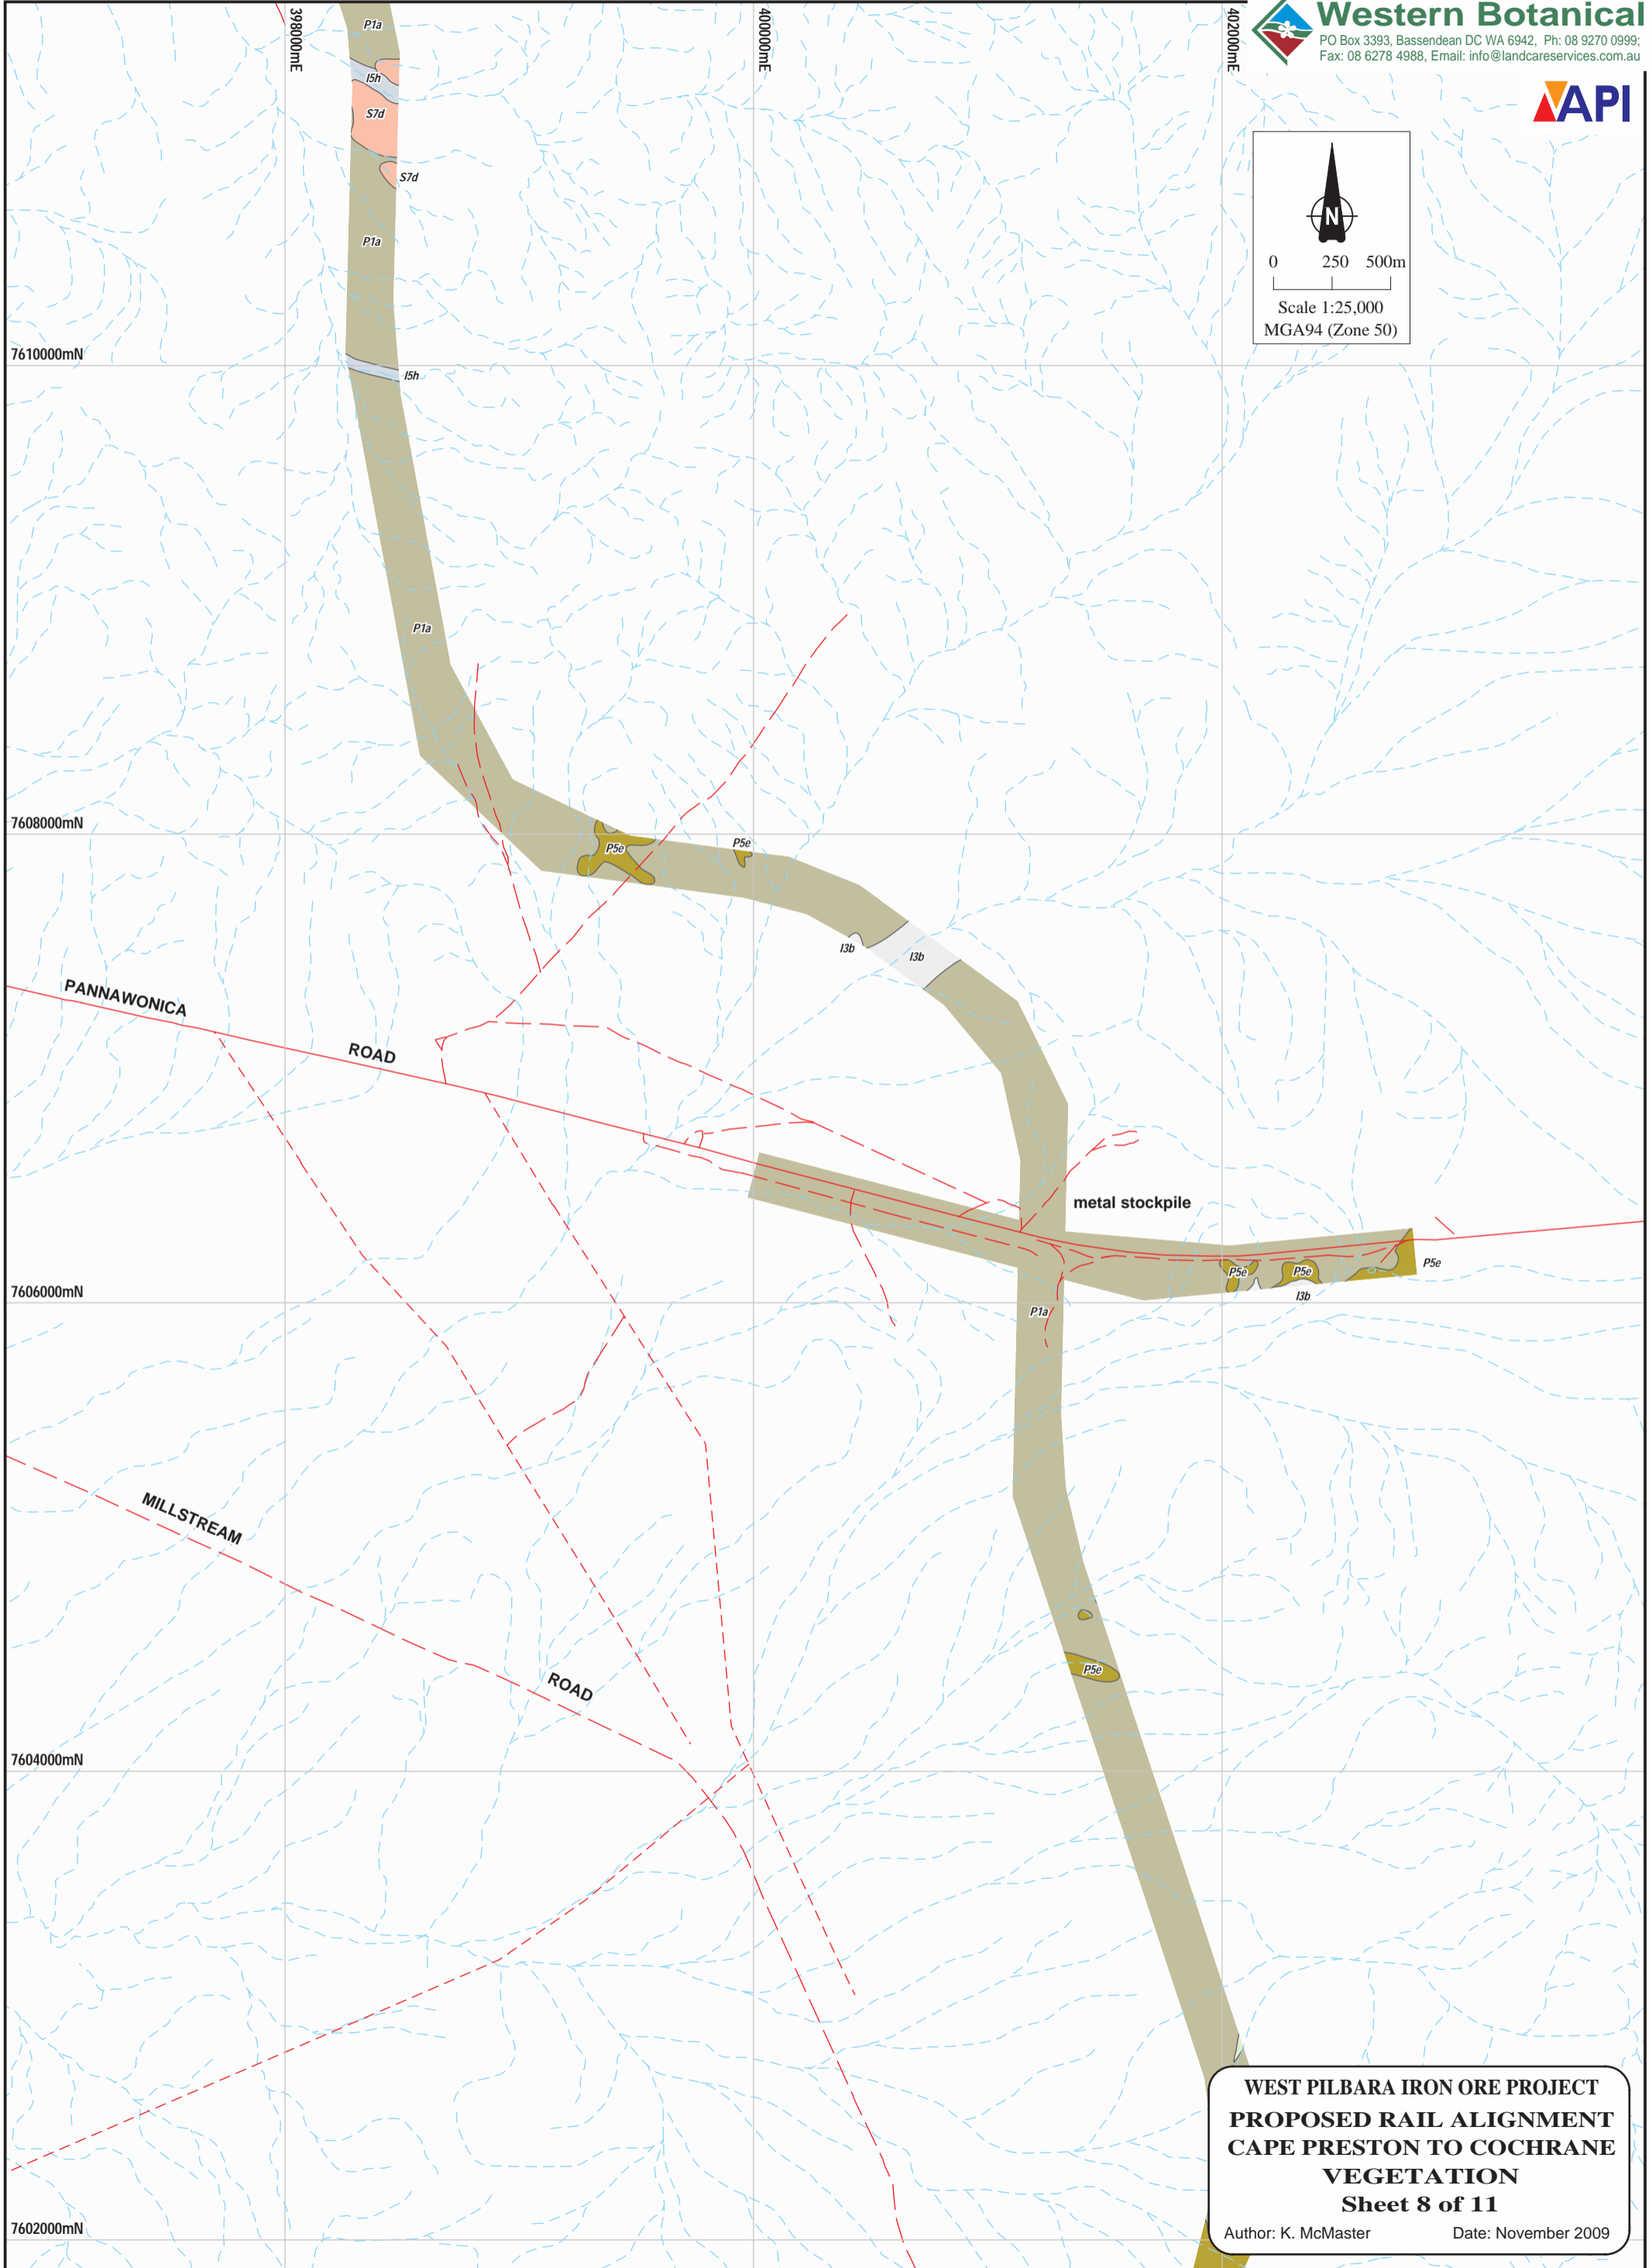 398000mE
400000mE
402000mE
Western Botanical
PO Box 3393, Bassendean DC WA 6942, Ph: 08 9270 0999;
Fax: 08 6278 4988, Email: info@landcareservices.com.au
API
P1a
I5h
S7d
S7d
P1a
N
0 250 500m
Scale 1:25,000
MGA94 (Zone 50)
7610000mN
I5h
P1a
7608000mN
P5e
P5e
I3b
I3b
PANNAWONICA
ROAD
metal stockpile
P5e
P5e
P5e
I3b
7606000mN
P1a
MILLSTREAM
ROAD
P5e
7604000mN
WEST PILBARA IRON ORE PROJECT
PROPOSED RAIL ALIGNMENT
CAPE PRESTON TO COCHRANE
VEGETATION
Sheet 8 of 11
Author: K. McMaster Date: November 2009
7602000mN